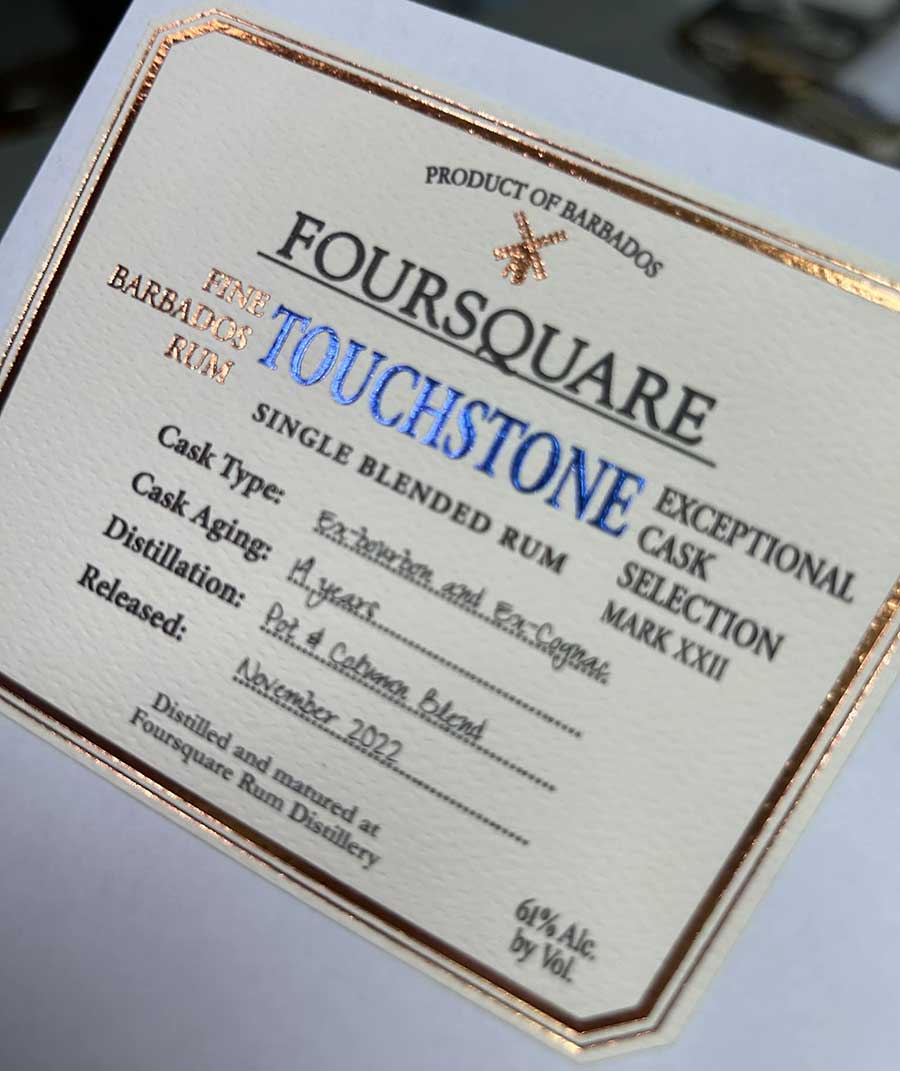 PRODUCT OF BARBADOS
FOURSQUARE
FINE
BARBADOS
RUM
TOUCHSTONE
EXCEPTIONAL
CASK
SELECTION
MARK XXII
SINGLE BLENDED RUM
Cask Type: Ex-bourbon and Ex-Cognac
Cask Aging: 14 years
Distillation: Pot & Column Blend
Released: November 2022
Distilled and matured at
Foursquare Rum Distillery
61% Alc.
by Vol.